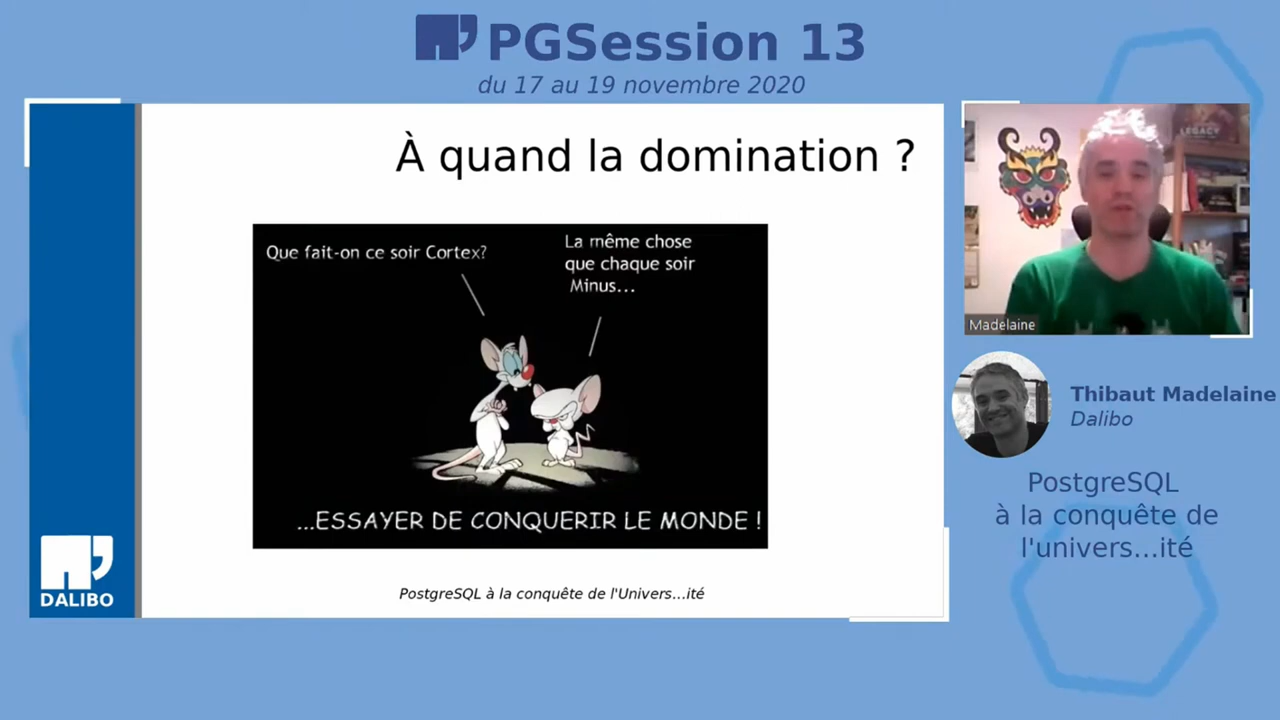 PGSession 13
du 17 au 19 novembre 2020
À quand la domination ?
Que fait-on ce soir Cortex?
La même chose
que chaque soir
Minus...
...ESSAYER DE CONQUERIR LE MONDE !
PostgreSQL à la conquête de l'Univers...ité
DALIBO
LEGACY
Madelaine
Thibaut Madelaine
Dalibo
PostgreSQL
à la conquête de
l'univers...ité